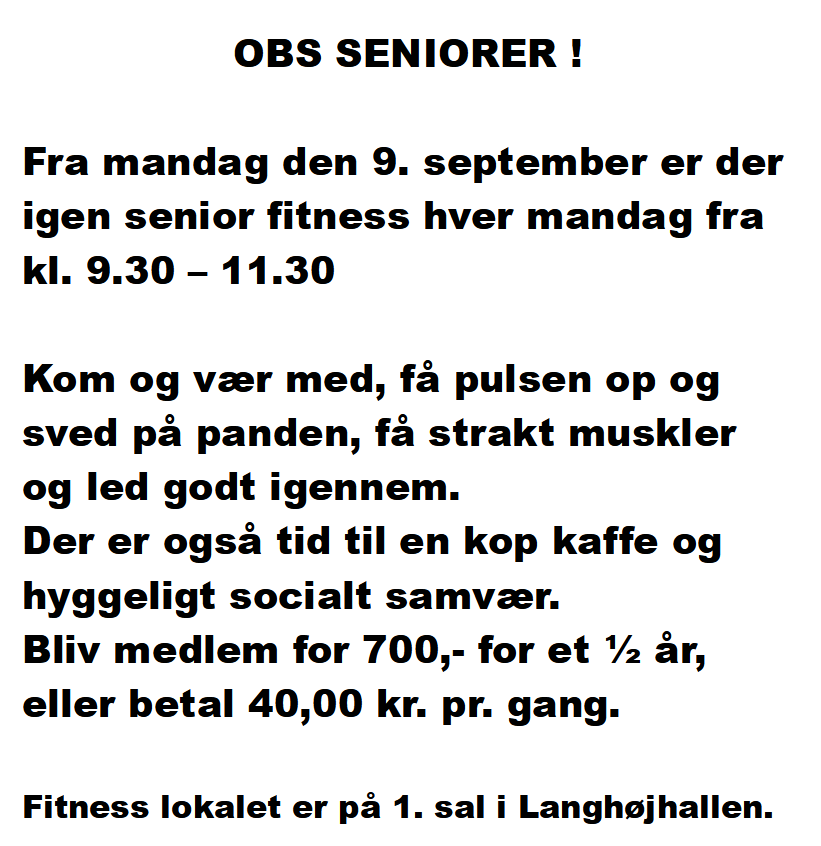 OBS SENIORER !
Fra mandag den 9. september er der
igen senior fitness hver mandag fra
kl. 9.30 – 11.30
Kom og vær med, få pulsen op og
sved på panden, få strakt muskler
og led godt igennem.
Der er også tid til en kop kaffe og
hyggeligt socialt samvær.
Bliv medlem for 700,- for et ½ år,
eller betal 40,00 kr. pr. gang.
Fitness lokalet er på 1. sal i Langhøjhallen.